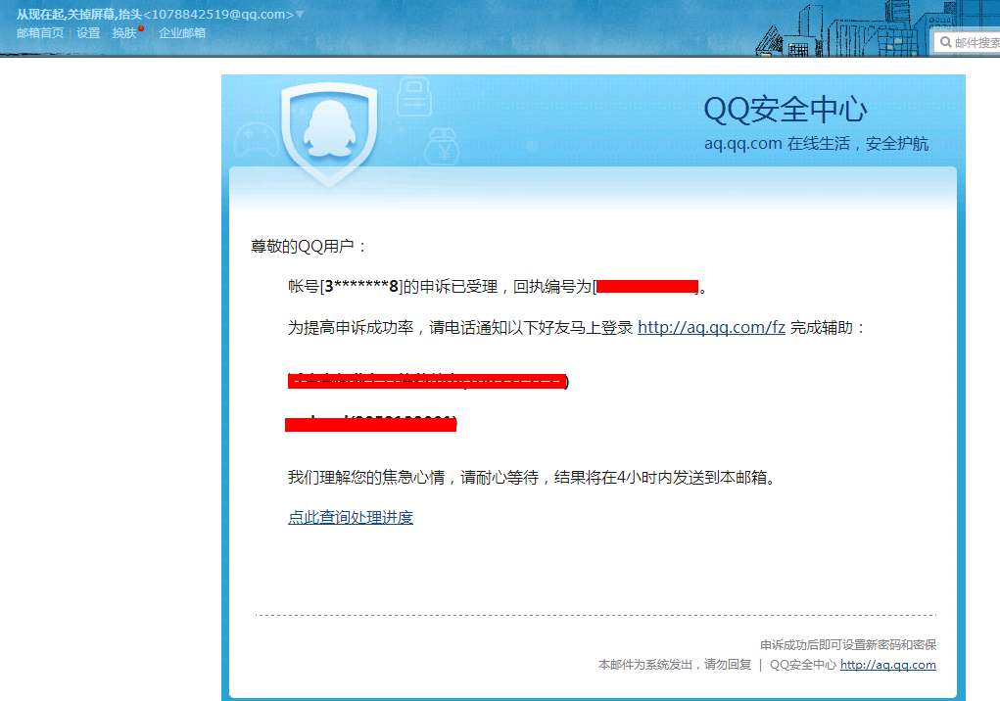 从现在起,关掉屏幕,抬头<1078842519@qq.com>
邮箱首页 | 设置 - 换肤 | 企业邮箱
邮件搜索
QQ安全中心
aq.qq.com 在线生活，安全护航
尊敬的QQ用户：
帐号[3*******8]的申诉已受理，回执编号为[ ]。
为提高申诉成功率，请电话通知以下好友马上登录 http://aq.qq.com/fz 完成辅助：
我们理解您的焦急心情，请耐心等待，结果将在4小时内发送到本邮箱。
点此查询处理进度
申诉成功后即可设置新密码和密保
本邮件为系统发出，请勿回复 | QQ安全中心 http://aq.qq.com